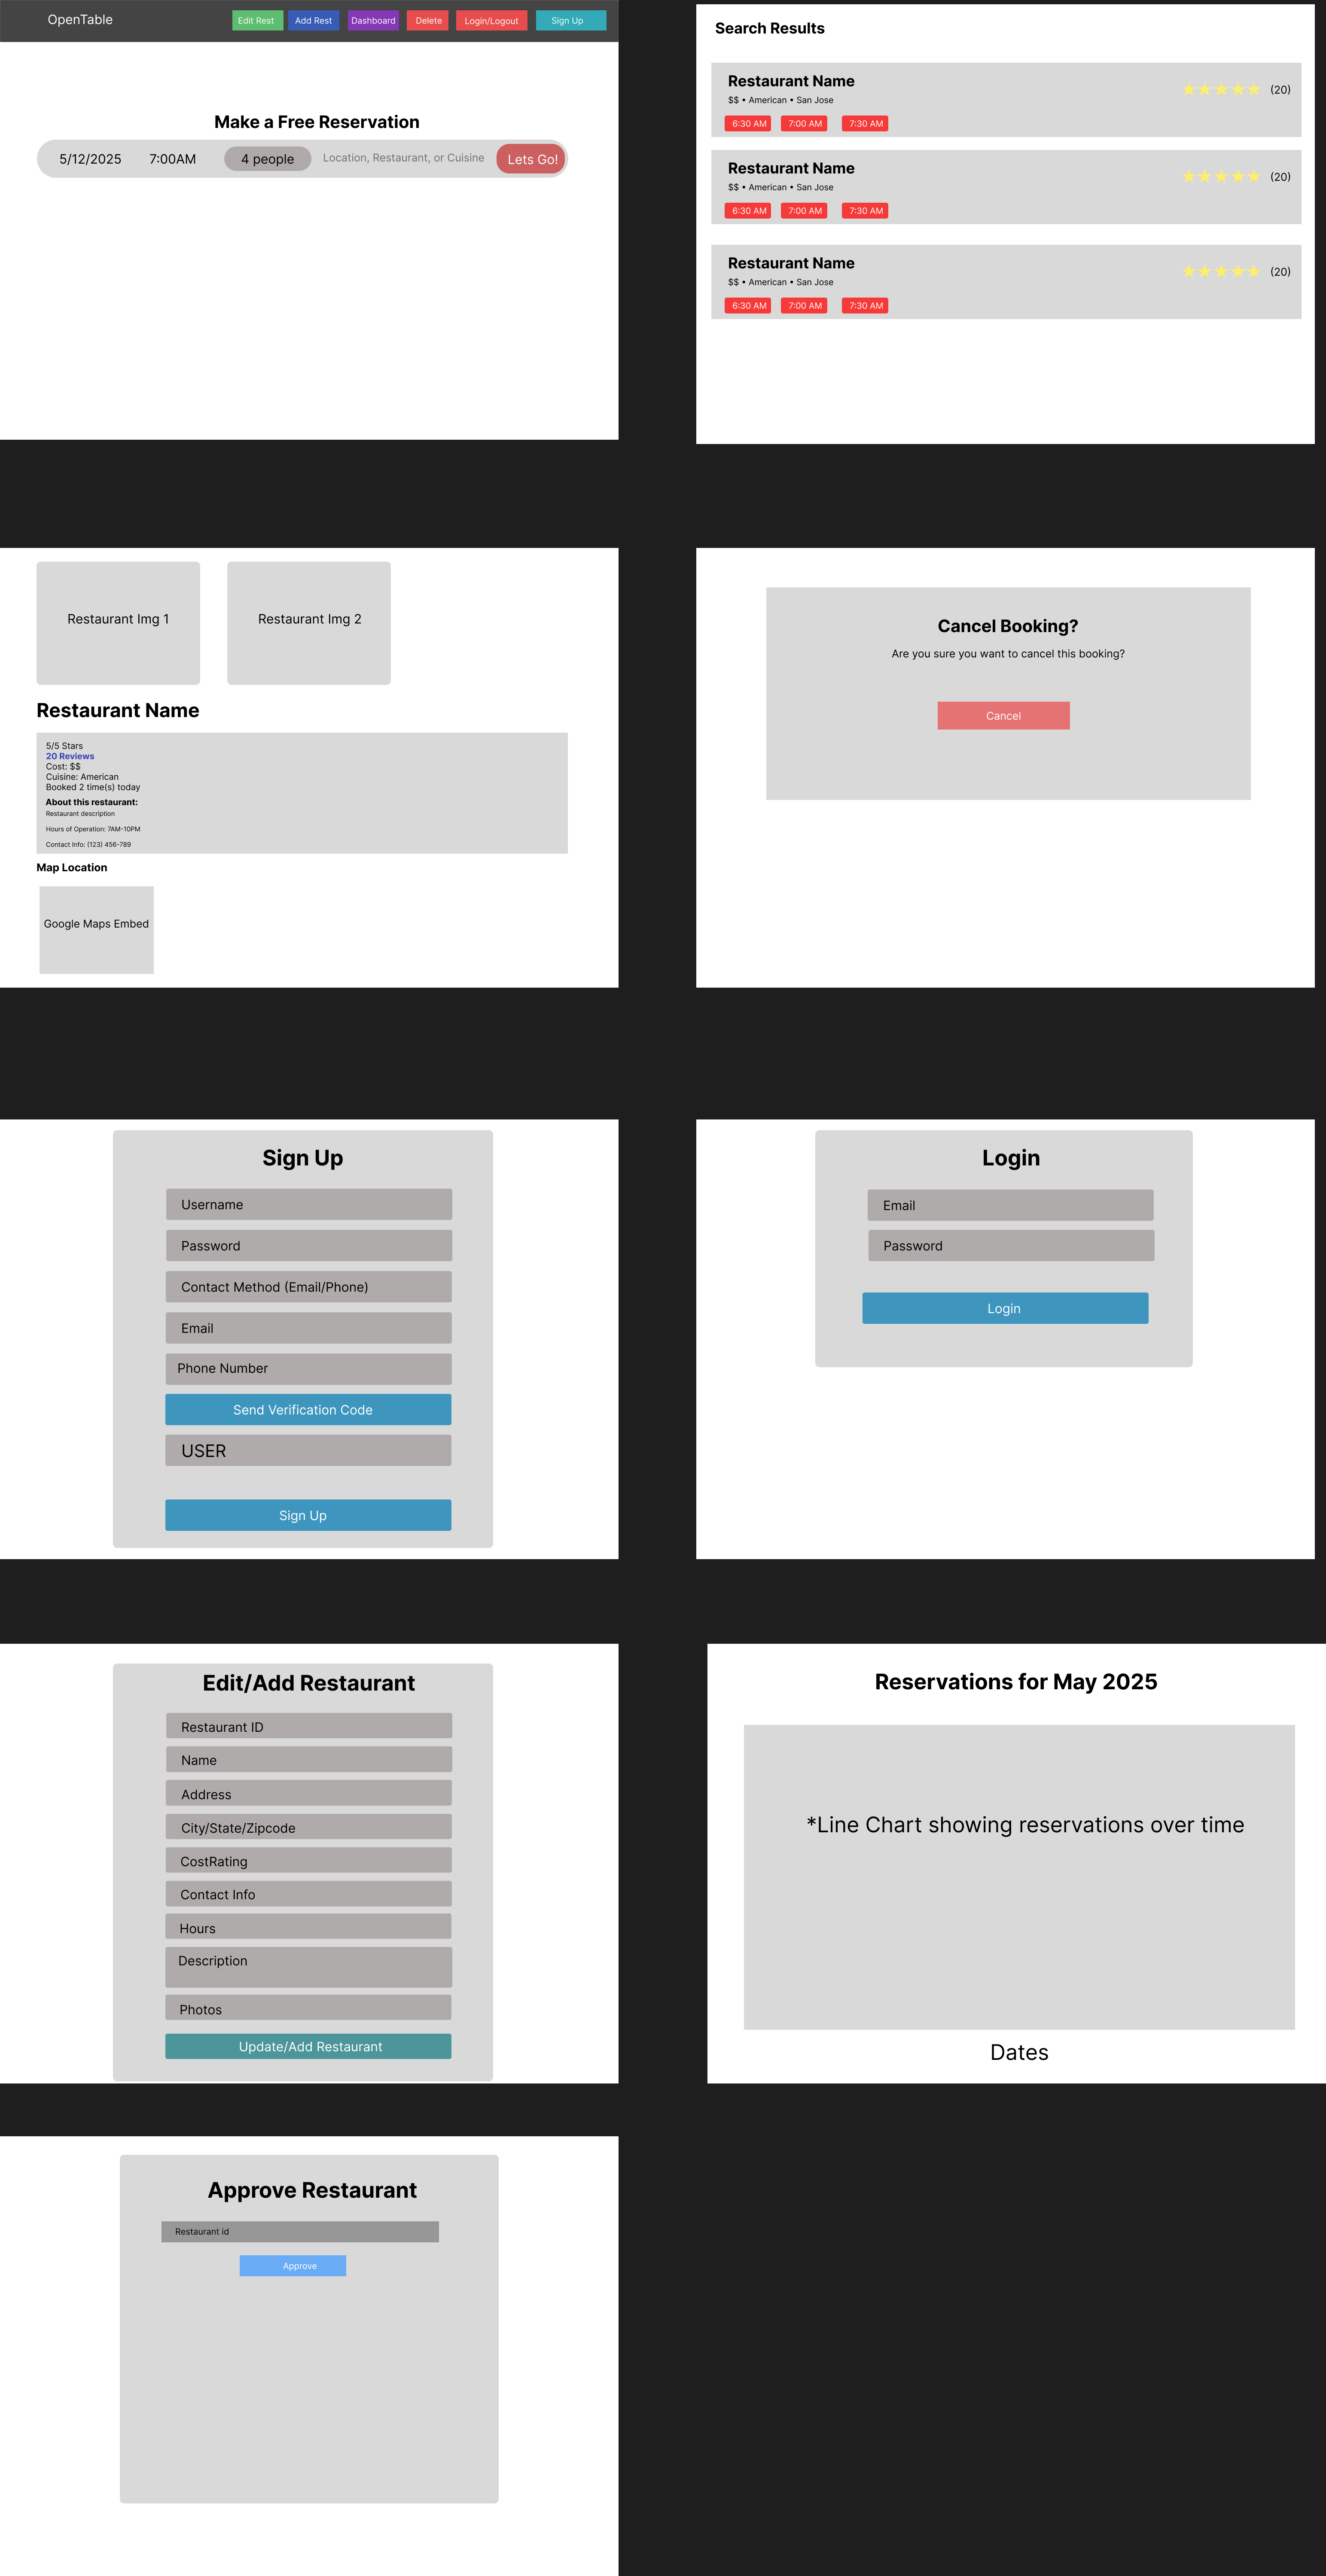 OpenTable
Edit Rest
Add Rest
Dashboard
Delete
Login/Logout
Sign Up
Make a Free Reservation
5/12/2025
7:00AM
4 people
Location, Restaurant, or Cuisine
Lets Go!
Search Results
Restaurant Name
$$ • American • San Jose
(20)
6:30 AM
7:00 AM
7:30 AM
Restaurant Name
$$ • American • San Jose
(20)
6:30 AM
7:00 AM
7:30 AM
Restaurant Name
$$ • American • San Jose
(20)
6:30 AM
7:00 AM
7:30 AM
Restaurant Img 1
Restaurant Img 2
Restaurant Name
5/5 Stars
20 Reviews
Cost: $$
Cuisine: American
Booked 2 time(s) today
About this restaurant:
Restaurant description
Hours of Operation: 7AM-10PM
Contact Info: (123) 456-789
Map Location
Google Maps Embed
Cancel Booking?
Are you sure you want to cancel this booking?
Cancel
Sign Up
Username
Password
Contact Method (Email/Phone)
Email
Phone Number
Send Verification Code
USER
Sign Up
Login
Email
Password
Login
Edit/Add Restaurant
Restaurant ID
Name
Address
City/State/Zipcode
CostRating
Contact Info
Hours
Description
Photos
Update/Add Restaurant
Reservations for May 2025
*Line Chart showing reservations over time
Dates
Approve Restaurant
Restaurant id
Approve